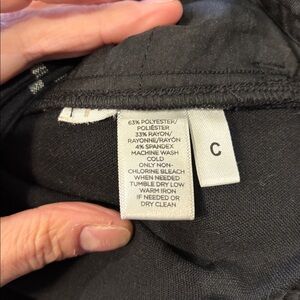 63% POLYESTER/
POLIÉSTER
33% RAYON/
RAYONNE/RAYÓN
4% SPANDEX
MACHINE WASH
COLD
ONLY NON-
CHLORINE BLEACH
WHEN NEEDED
TUMBLE DRY LOW
WARM IRON
IF NEEDED OR
DRY CLEAN
C